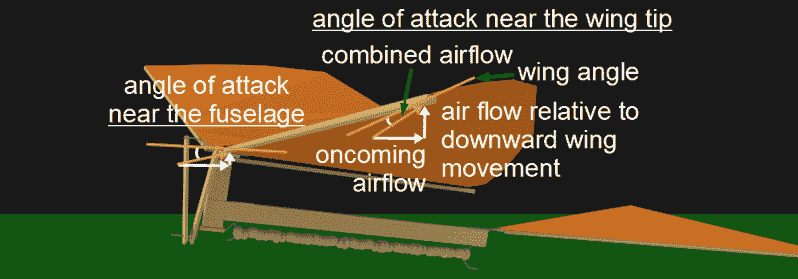 angle of attack near the wing tip
combined airflow
wing angle
angle of attack
near the fuselage
air flow relative to
downward wing
movement
oncoming
airflow